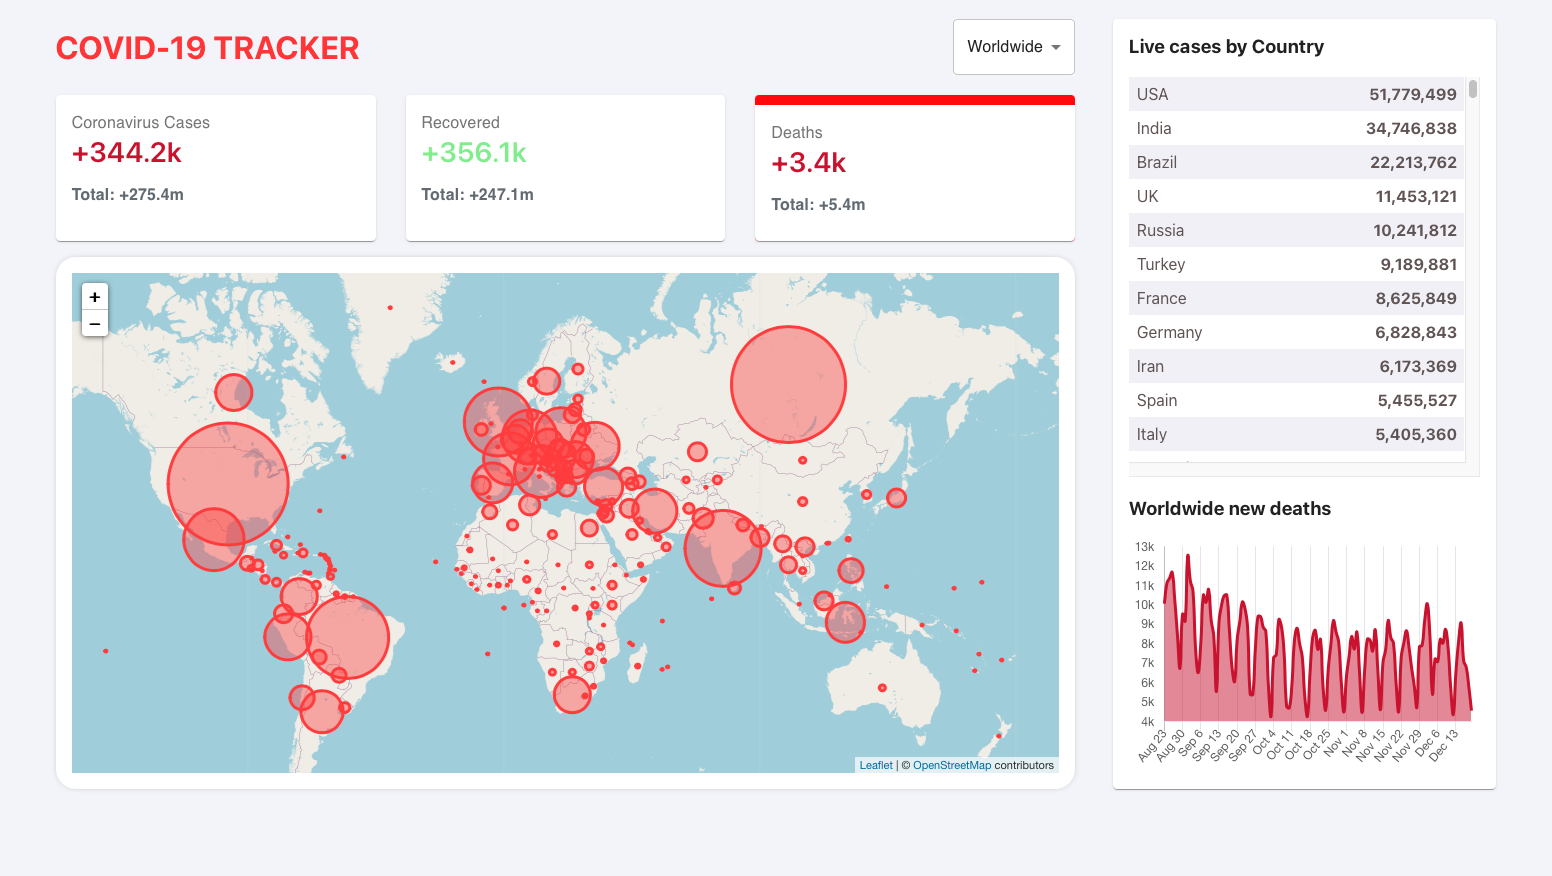 COVID-19 TRACKER
Worldwide
Coronavirus Cases
+344.2k
Total: +275.4m
Recovered
+356.1k
Total: +247.1m
Deaths
+3.4k
Total: +5.4m
+
−
Leaflet | © OpenStreetMap contributors
Live cases by Country
USA 51,779,499
India 34,746,838
Brazil 22,213,762
UK 11,453,121
Russia 10,241,812
Turkey 9,189,881
France 8,625,849
Germany 6,828,843
Iran 6,173,369
Spain 5,455,527
Italy 5,405,360
Worldwide new deaths
13k
12k
11k
10k
9k
8k
7k
6k
5k
4k
Aug 23
Aug 30
Sep 6
Sep 13
Sep 20
Sep 27
Oct 4
Oct 11
Oct 18
Oct 25
Nov 1
Nov 8
Nov 15
Nov 22
Nov 29
Dec 6
Dec 13